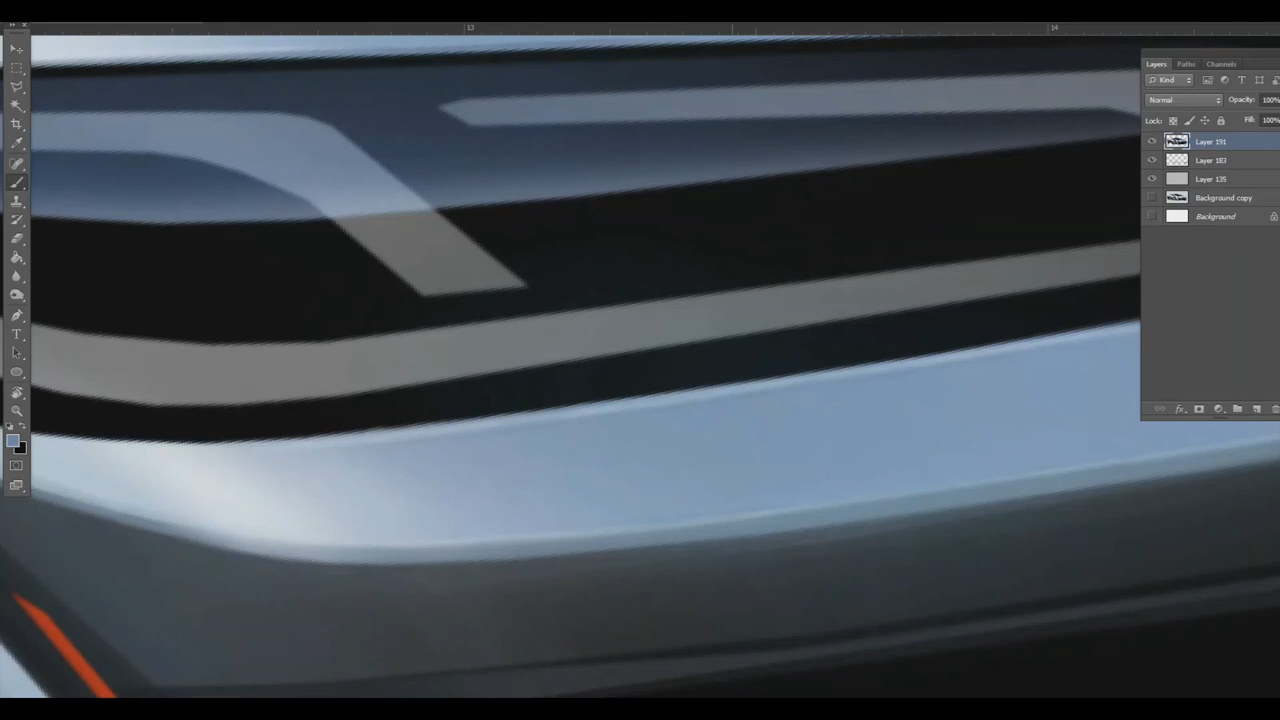 13
14
Layers Paths Channels
Kind
Normal Opacity: 100%
Lock: Fill: 100%
Layer 191
Layer 183
Layer 135
Background copy
Background